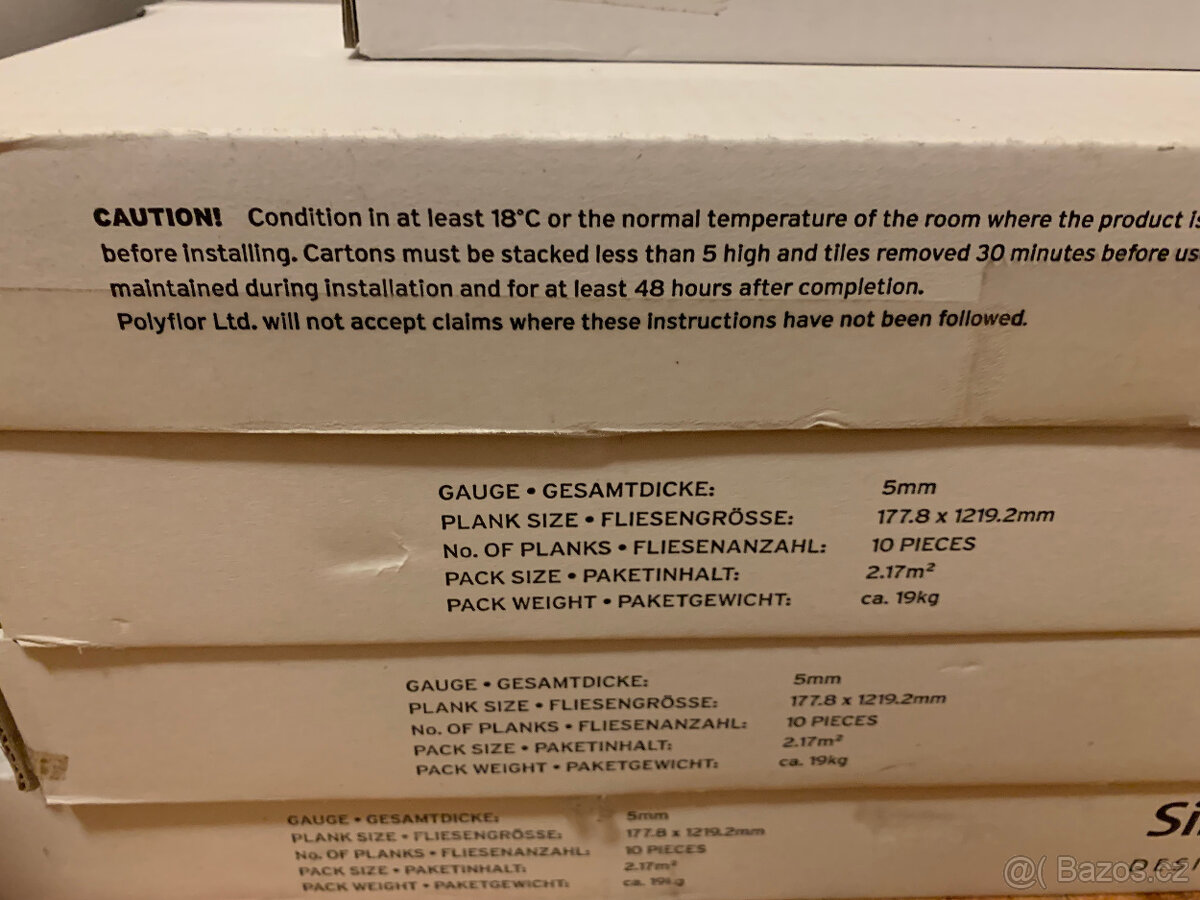 CAUTION! Condition in at least 18°C or the normal temperature of the room where the product is
before installing. Cartons must be stacked less than 5 high and tiles removed 30 minutes before us
maintained during installation and for at least 48 hours after completion.
Polyflor Ltd. will not accept claims where these instructions have not been followed.
GAUGE • GESAMTDICKE: 5mm
PLANK SIZE • FLIESENGRÖSSE: 177.8 x 1219.2mm
No. OF PLANKS • FLIESENANZAHL: 10 PIECES
PACK SIZE • PAKETINHALT: 2.17m²
PACK WEIGHT • PAKETGEWICHT: ca. 19kg
GAUGE • GESAMTDICKE: 5mm
PLANK SIZE • FLIESENGRÖSSE: 177.8 x 1219.2mm
No. OF PLANKS • FLIESENANZAHL: 10 PIECES
PACK SIZE • PAKETINHALT: 2.17m²
PACK WEIGHT • PAKETGEWICHT: ca. 19kg
GAUGE • GESAMTDICKE: 5mm
PLANK SIZE • FLIESENGRÖSSE: 177.8 x 1219.2mm
No. OF PLANKS • FLIESENANZAHL: 10 PIECES
PACK SIZE • PAKETINHALT: 2.17m²
PACK WEIGHT • PAKETGEWICHT: ca. 19kg
Si
DESI
@( Bazos.cz